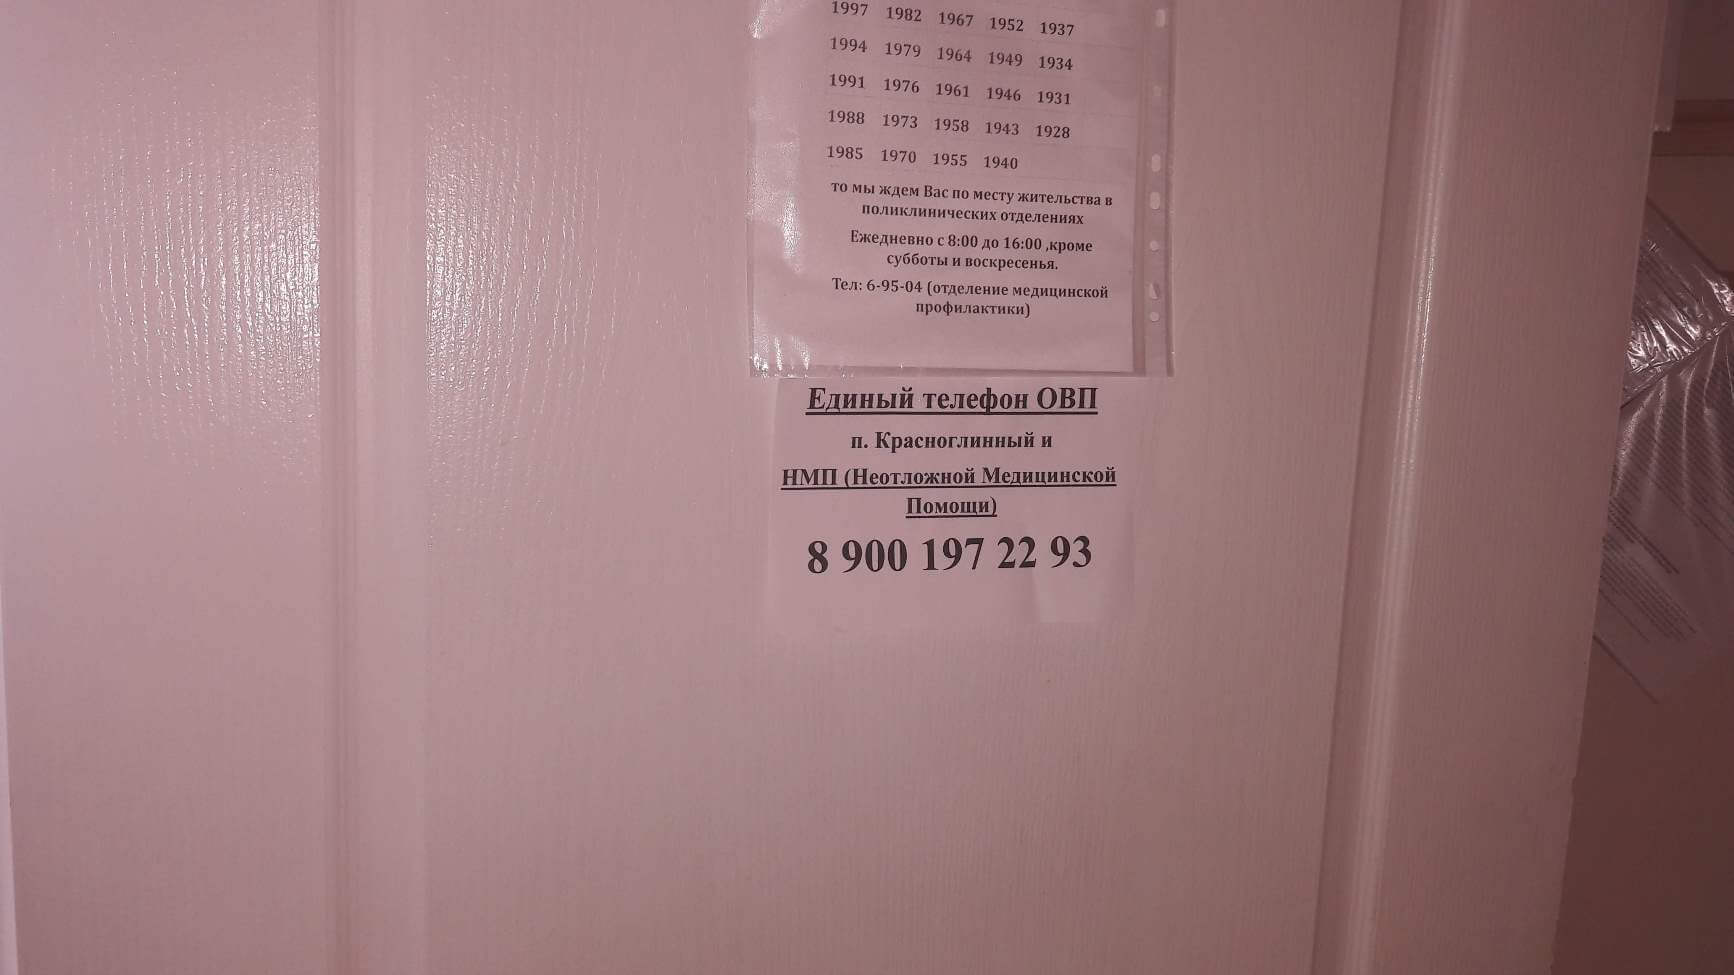 1997 1982 1967 1952 1937
1994 1979 1964 1949 1934
1991 1976 1961 1946 1931
1988 1973 1958 1943 1928
1985 1970 1955 1940
то мы ждем Вас по месту жительства в
поликлинических отделениях
Ежедневно с 8:00 до 16:00 ,кроме
субботы и воскресенья.
Тел: 6-95-04 (отделение медицинской
профилактики)
Единый телефон ОВП
п. Красноглинный и
НМП (Неотложной Медицинской
Помощи)
8 900 197 22 93